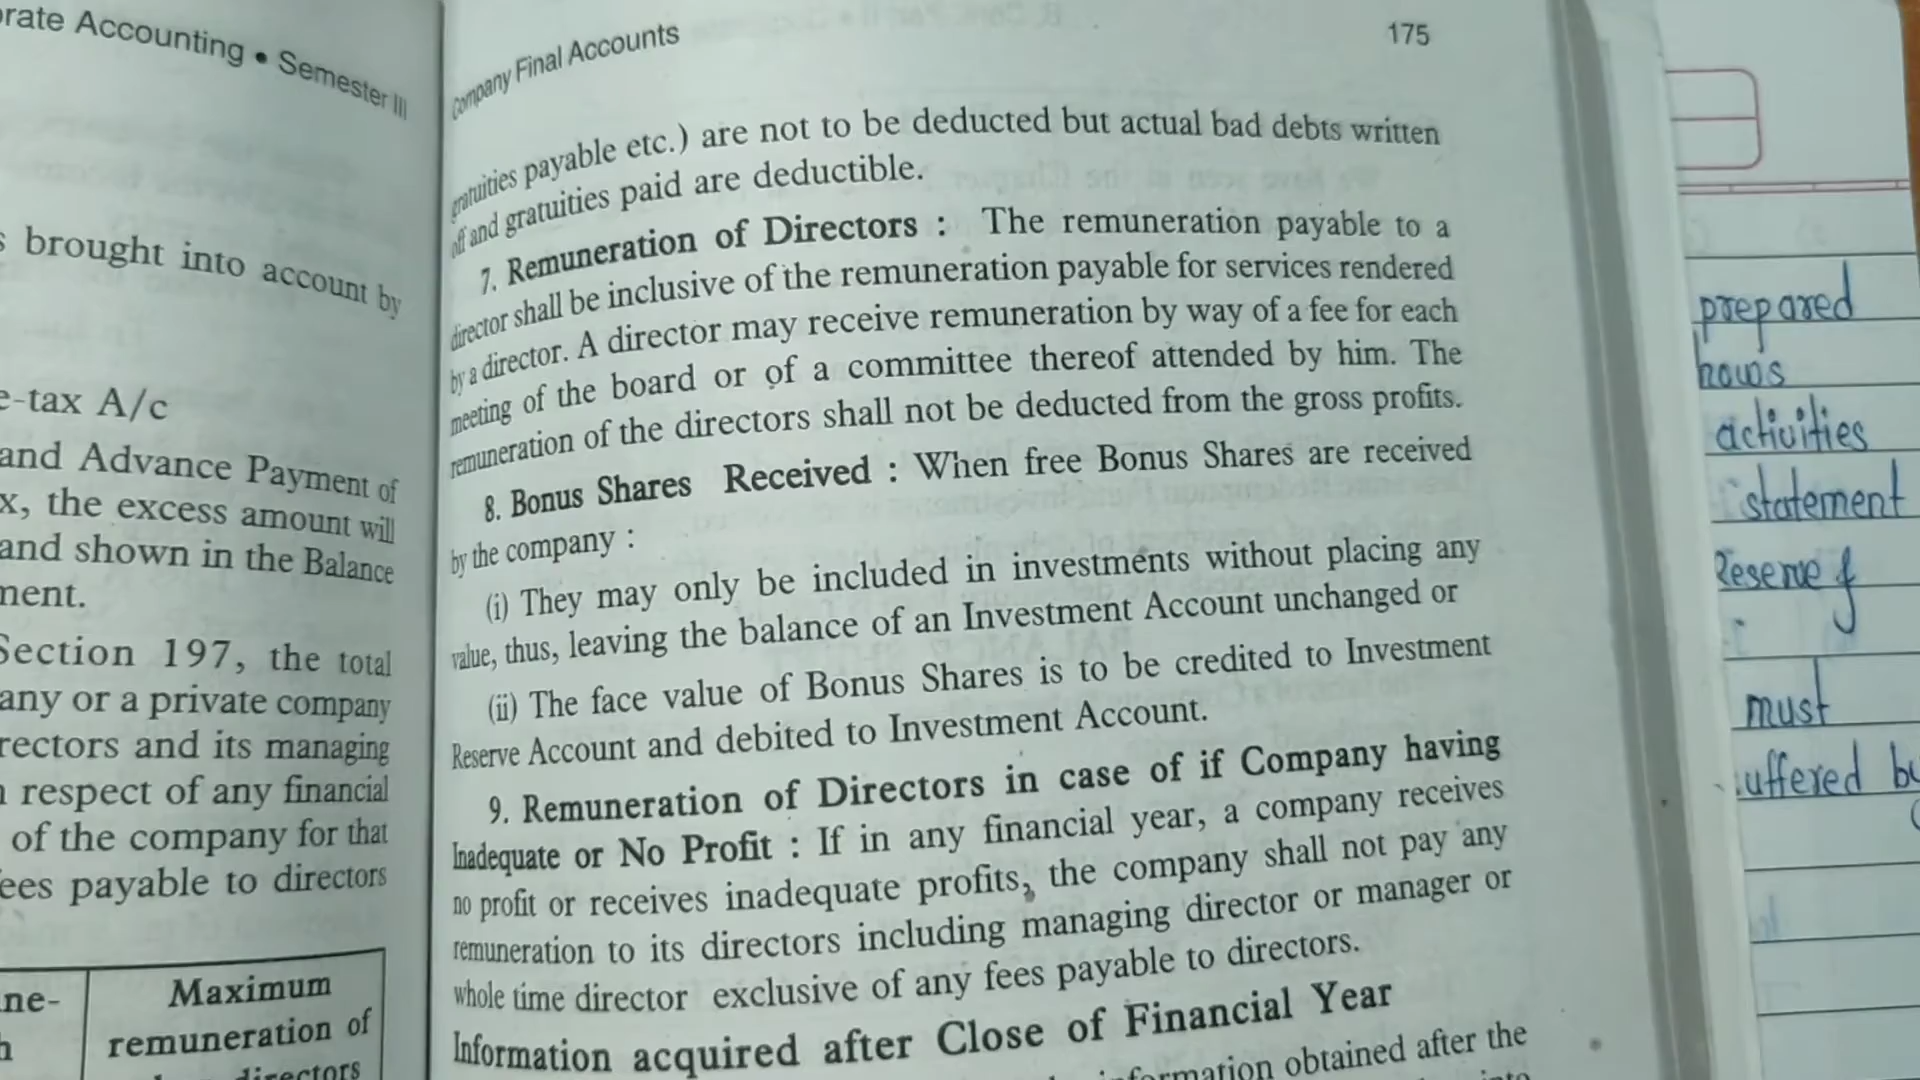 rate Accounting • Semester III
s brought into account by
e-tax A/c
and Advance Payment of
x, the excess amount will
and shown in the Balance
ment.
Section 197, the total
any or a private company
rectors and its managing
n respect of any financial
of the company for that
ees payable to directors
ne-
Maximum
remuneration of
directors
Company Final Accounts
175
gratuities payable etc.) are not to be deducted but actual bad debts written
off and gratuities paid are deductible.
7. Remuneration of Directors : The remuneration payable to a
director shall be inclusive of the remuneration payable for services rendered
by a director. A director may receive remuneration by way of a fee for each
meeting of the board or of a committee thereof attended by him. The
remuneration of the directors shall not be deducted from the gross profits.
8. Bonus Shares Received : When free Bonus Shares are received
by the company :
(i) They may only be included in investments without placing any
value, thus, leaving the balance of an Investment Account unchanged or
(ii) The face value of Bonus Shares is to be credited to Investment
Reserve Account and debited to Investment Account.
9. Remuneration of Directors in case of if Company having
Inadequate or No Profit : If in any financial year, a company receives
no profit or receives inadequate profits, the company shall not pay any
remuneration to its directors including managing director or manager or
whole time director exclusive of any fees payable to directors.
Information acquired after Close of Financial Year
formation obtained after the
prepared
hows
activities
statement
Reserve &
must
uffered by